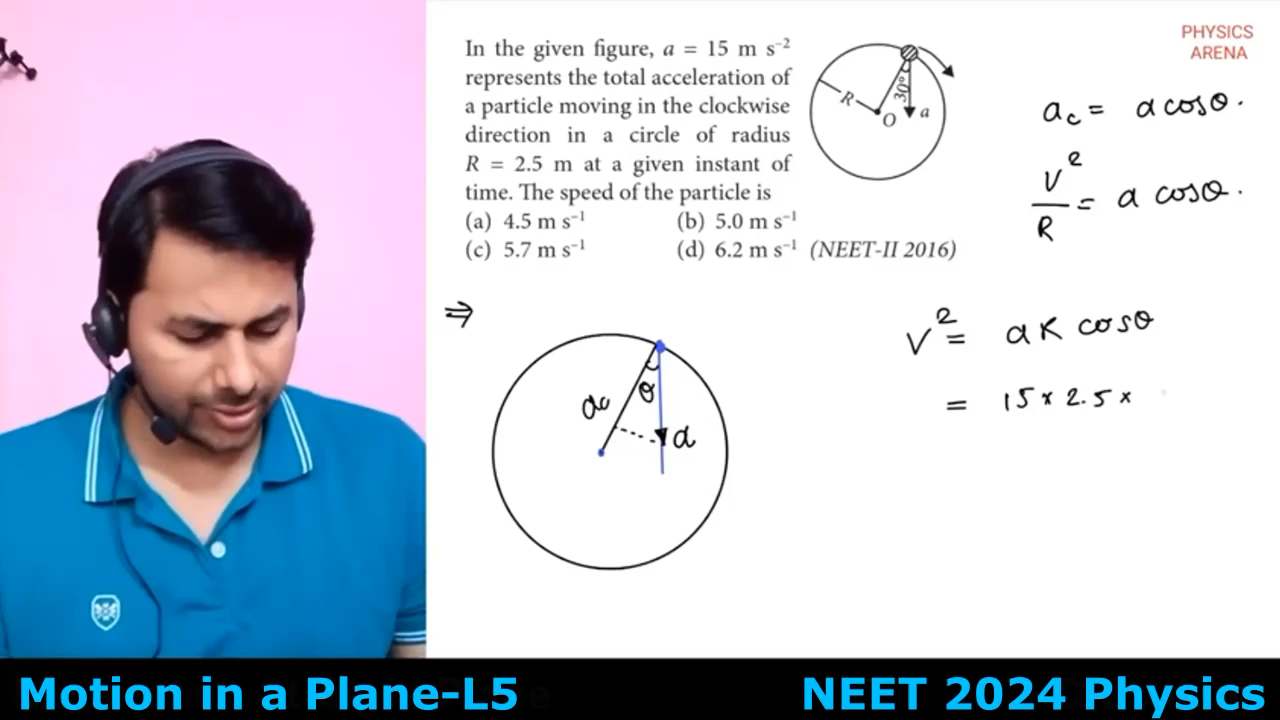 PHYSICS
ARENA
In the given figure, a = 15 m s⁻²
represents the total acceleration of
a particle moving in the clockwise
direction in a circle of radius
R = 2.5 m at a given instant of
time. The speed of the particle is
(a) 4.5 m s⁻¹ (b) 5.0 m s⁻¹
(c) 5.7 m s⁻¹ (d) 6.2 m s⁻¹ (NEET-II 2016)
R
30°
O
a
a꜀ = a cosθ.
V²/R = a cosθ.
⇒
a꜀
θ
a
V² = aR cosθ
= 15 × 2.5 ×
Motion in a Plane-L5
NEET 2024 Physics